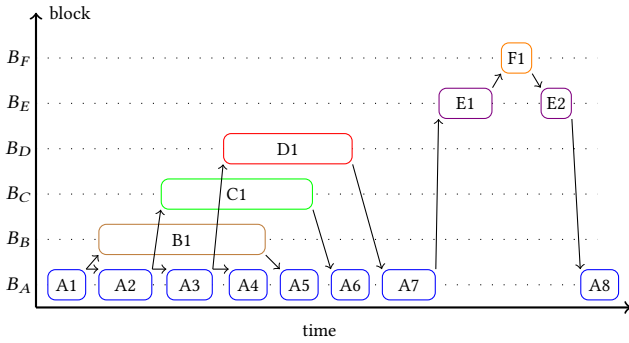 block
B_F F1
B_E E1 E2
B_D D1
B_C C1
B_B B1
B_A A1 A2 A3 A4 A5 A6 A7 A8
time